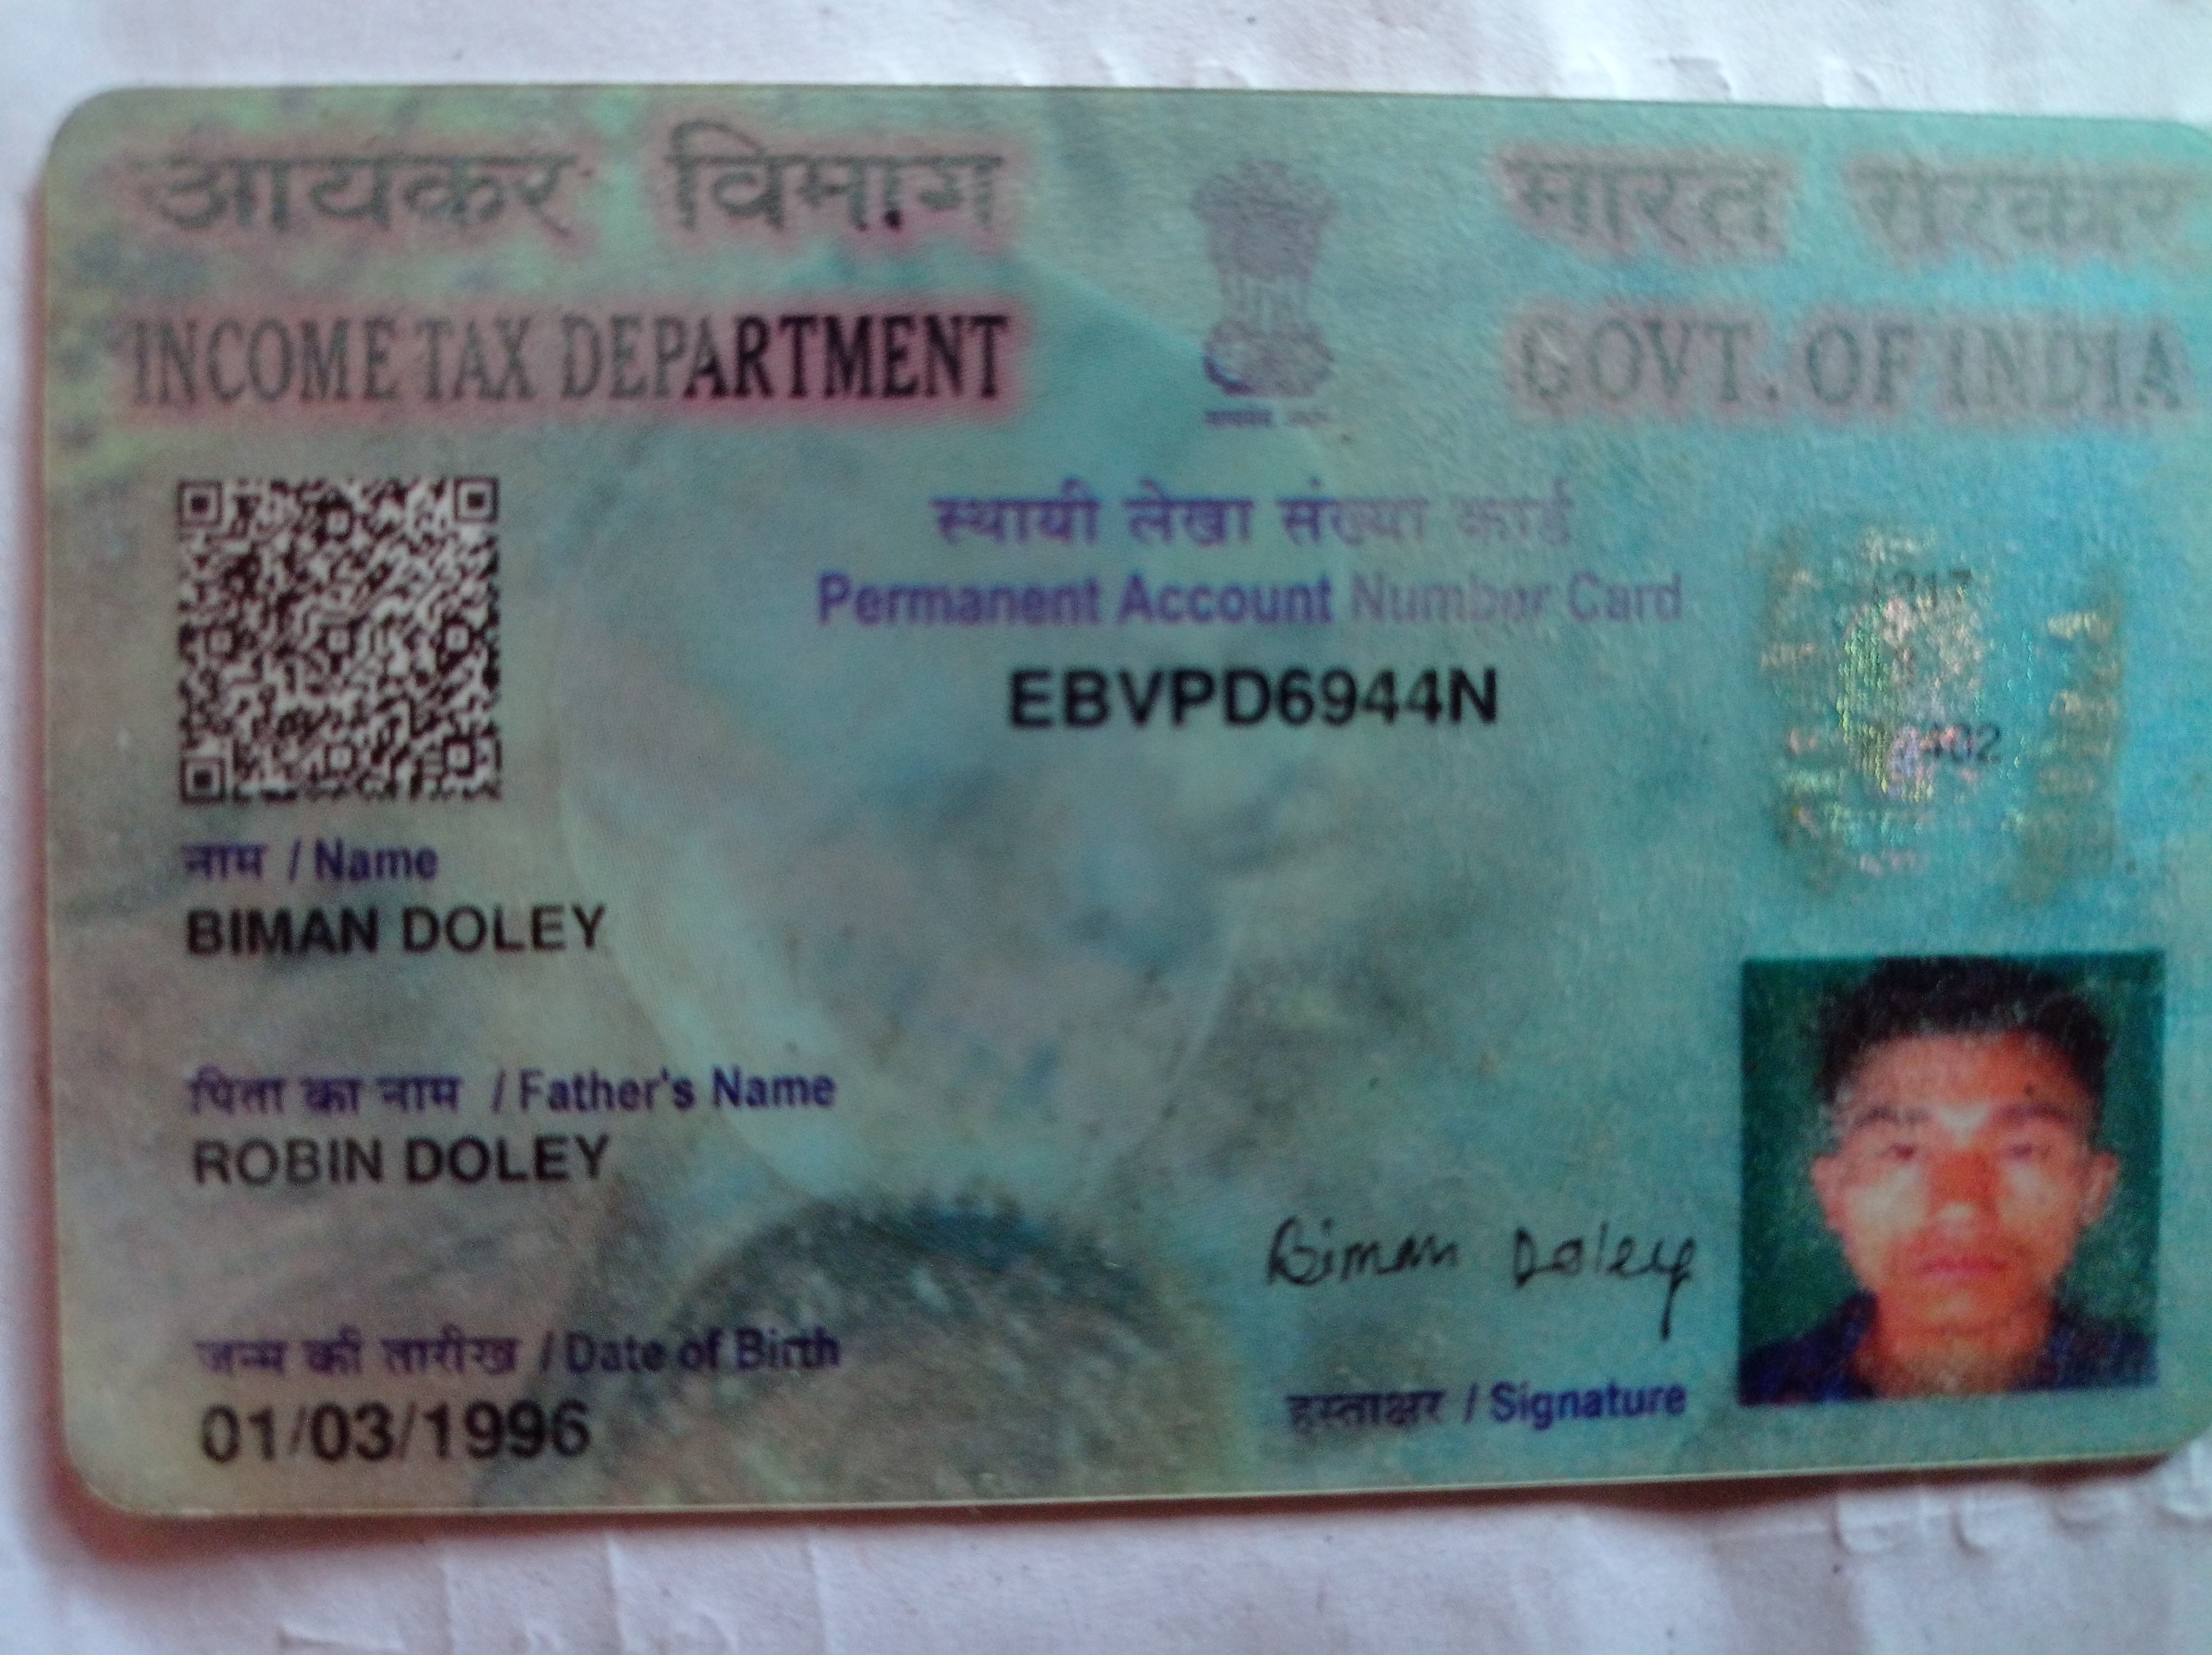 आयकर विभाग
भारत सरकार
INCOME TAX DEPARTMENT
GOVT. OF INDIA
स्थायी लेखा संख्या कार्ड
Permanent Account Number Card
EBVPD6944N
नाम / Name
BIMAN DOLEY
पिता का नाम / Father's Name
ROBIN DOLEY
जन्म की तारीख / Date of Birth
01/03/1996
Biman Doley
हस्ताक्षर / Signature